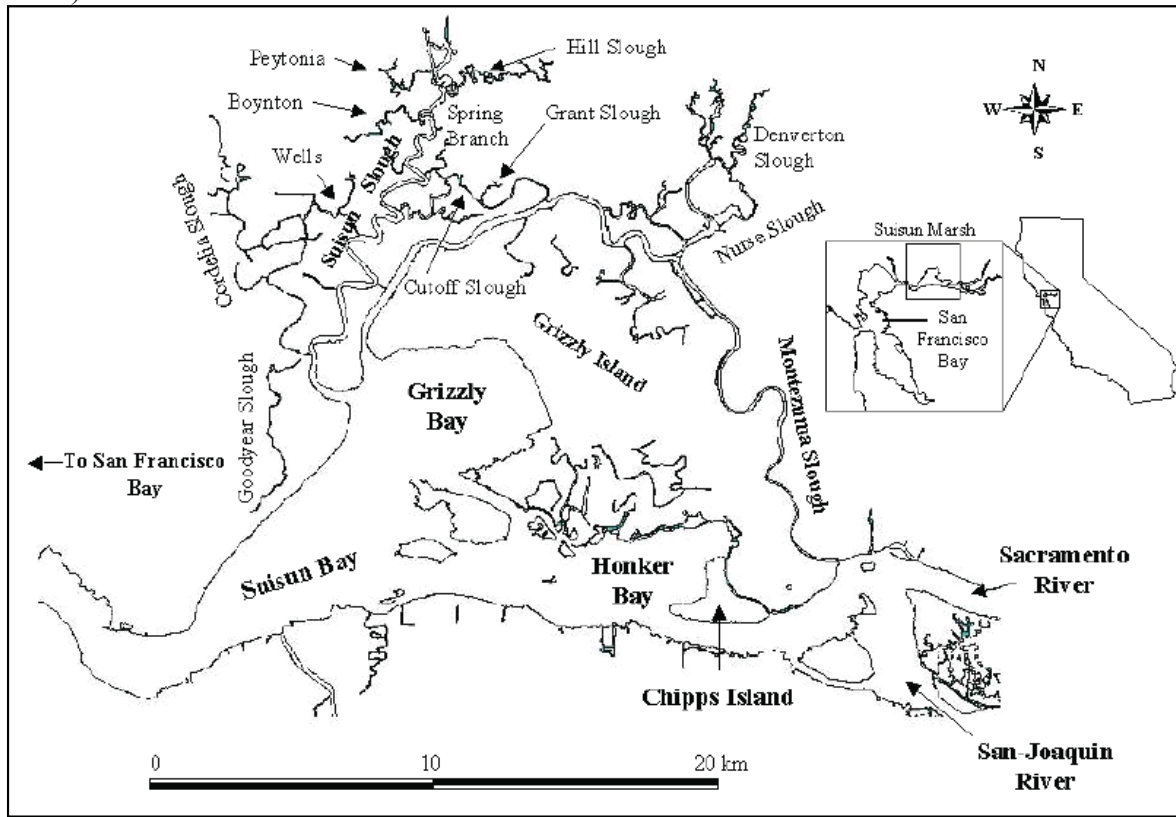 )
Peytonia
Hill Slough
N
W
E
S
Boynton
Spring
Branch
Grant Slough
Denverton
Slough
Wells
Suisun Slough
Cordelia Slough
Nurse Slough
Suisun Marsh
Cutoff Slough
San
Francisco
Bay
Grizzly Island
Montezuma Slough
Grizzly
Bay
Goodyear Slough
To San Francisco
Bay
Suisun Bay
Honker
Bay
Sacramento
River
Chipps Island
San-Joaquin
River
0
10
20 km